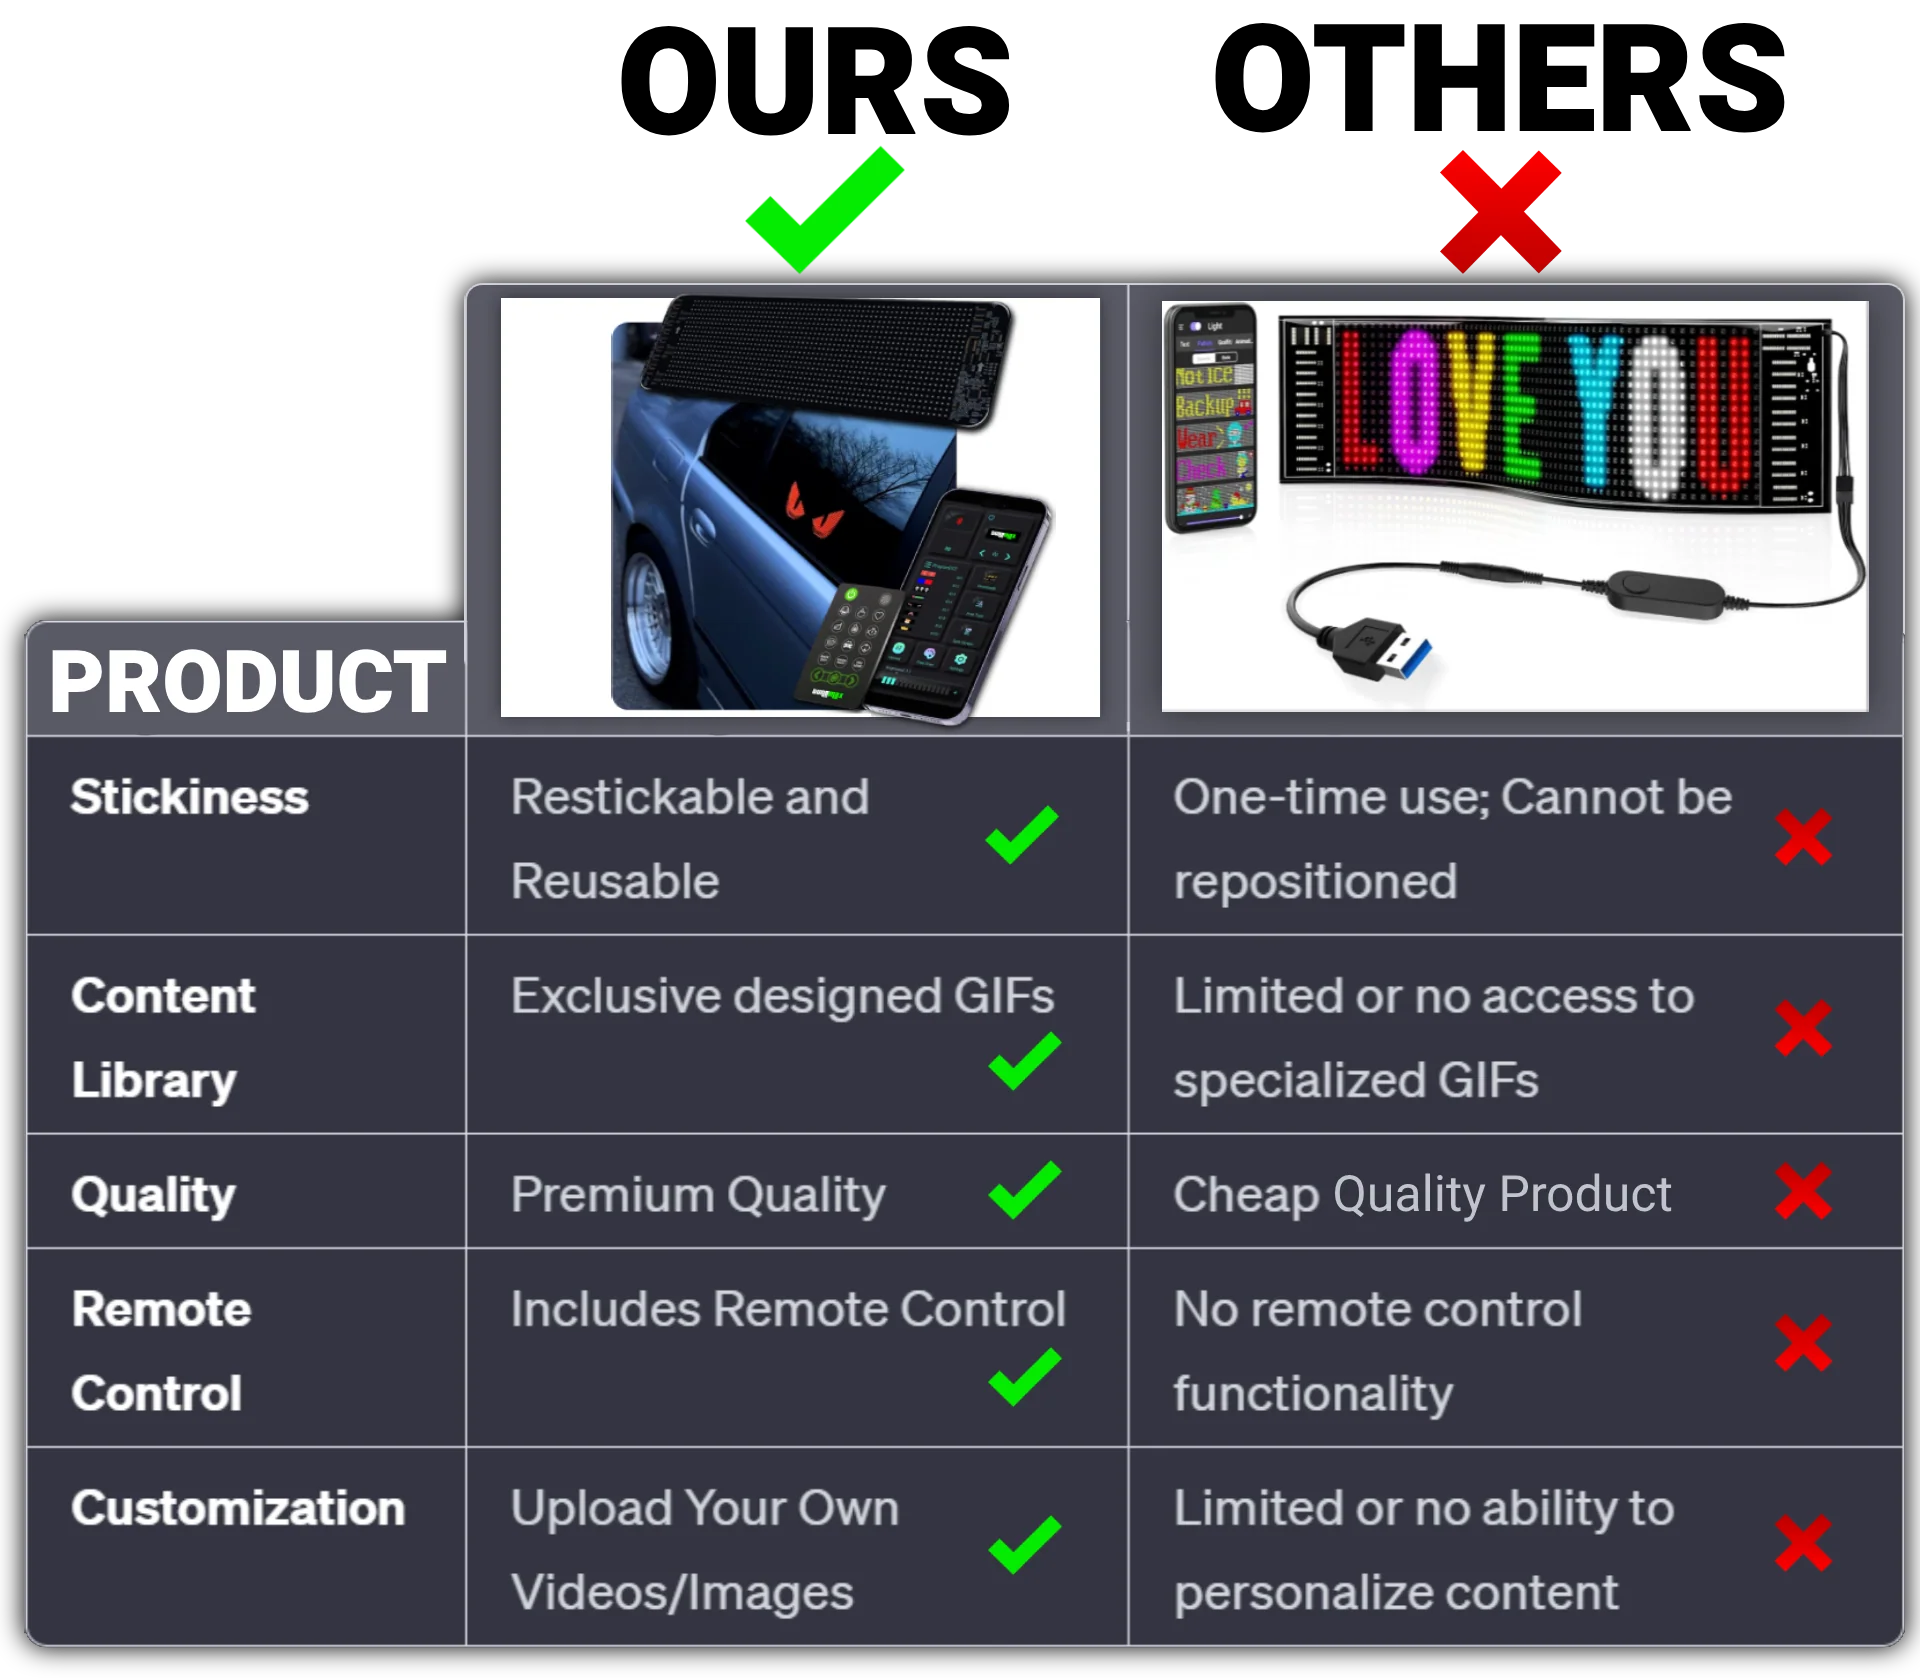 OURS
OTHERS
Light
Notice
Backup
Wear
Check
LOVE YOU
PRODUCT
Stickiness
Restickable and
Reusable
One-time use; Cannot be
repositioned
Content
Library
Exclusive designed GIFs
Limited or no access to
specialized GIFs
Quality
Premium Quality
Cheap Quality Product
Remote
Control
Includes Remote Control
No remote control
functionality
Customization
Upload Your Own
Videos/Images
Limited or no ability to
personalize content